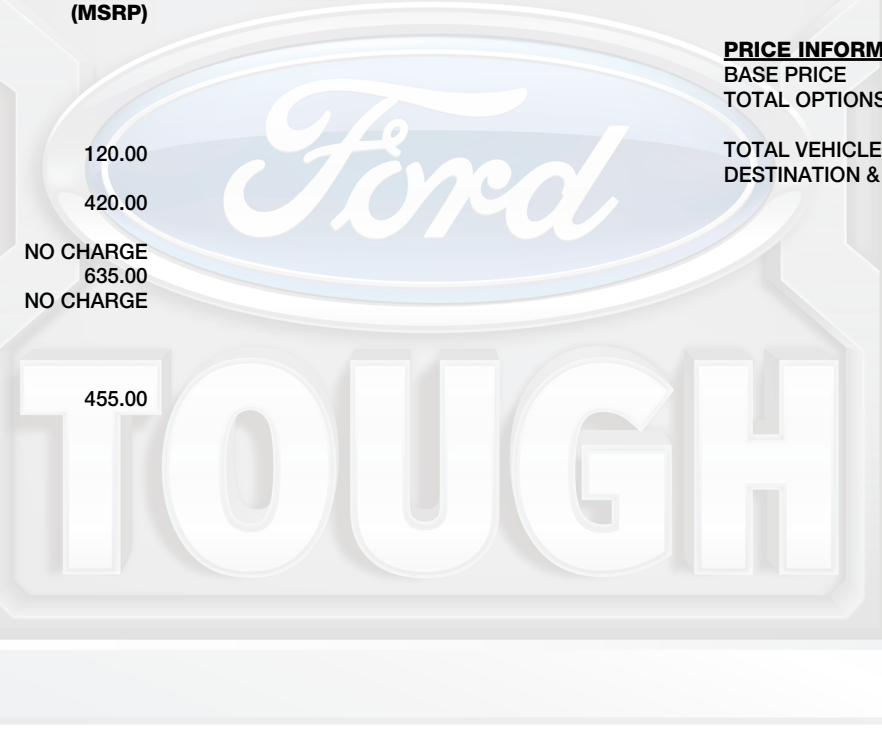 (MSRP)
120.00
420.00
NO CHARGE
635.00
NO CHARGE
455.00
PRICE INFORM
BASE PRICE
TOTAL OPTIONS
TOTAL VEHICLE
DESTINATION &
Ford
TOUGH